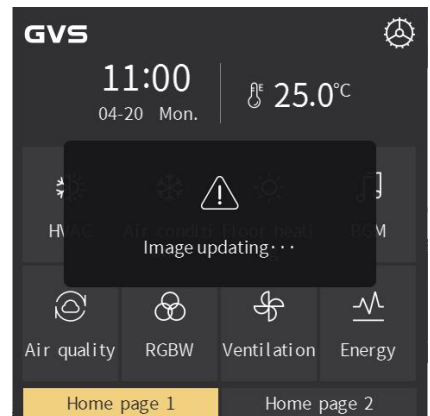 GVS
11:00
04-20 Mon.
25.0°C
Image updating···
Air quality
RGBW
Ventilation
Energy
Home page 1
Home page 2